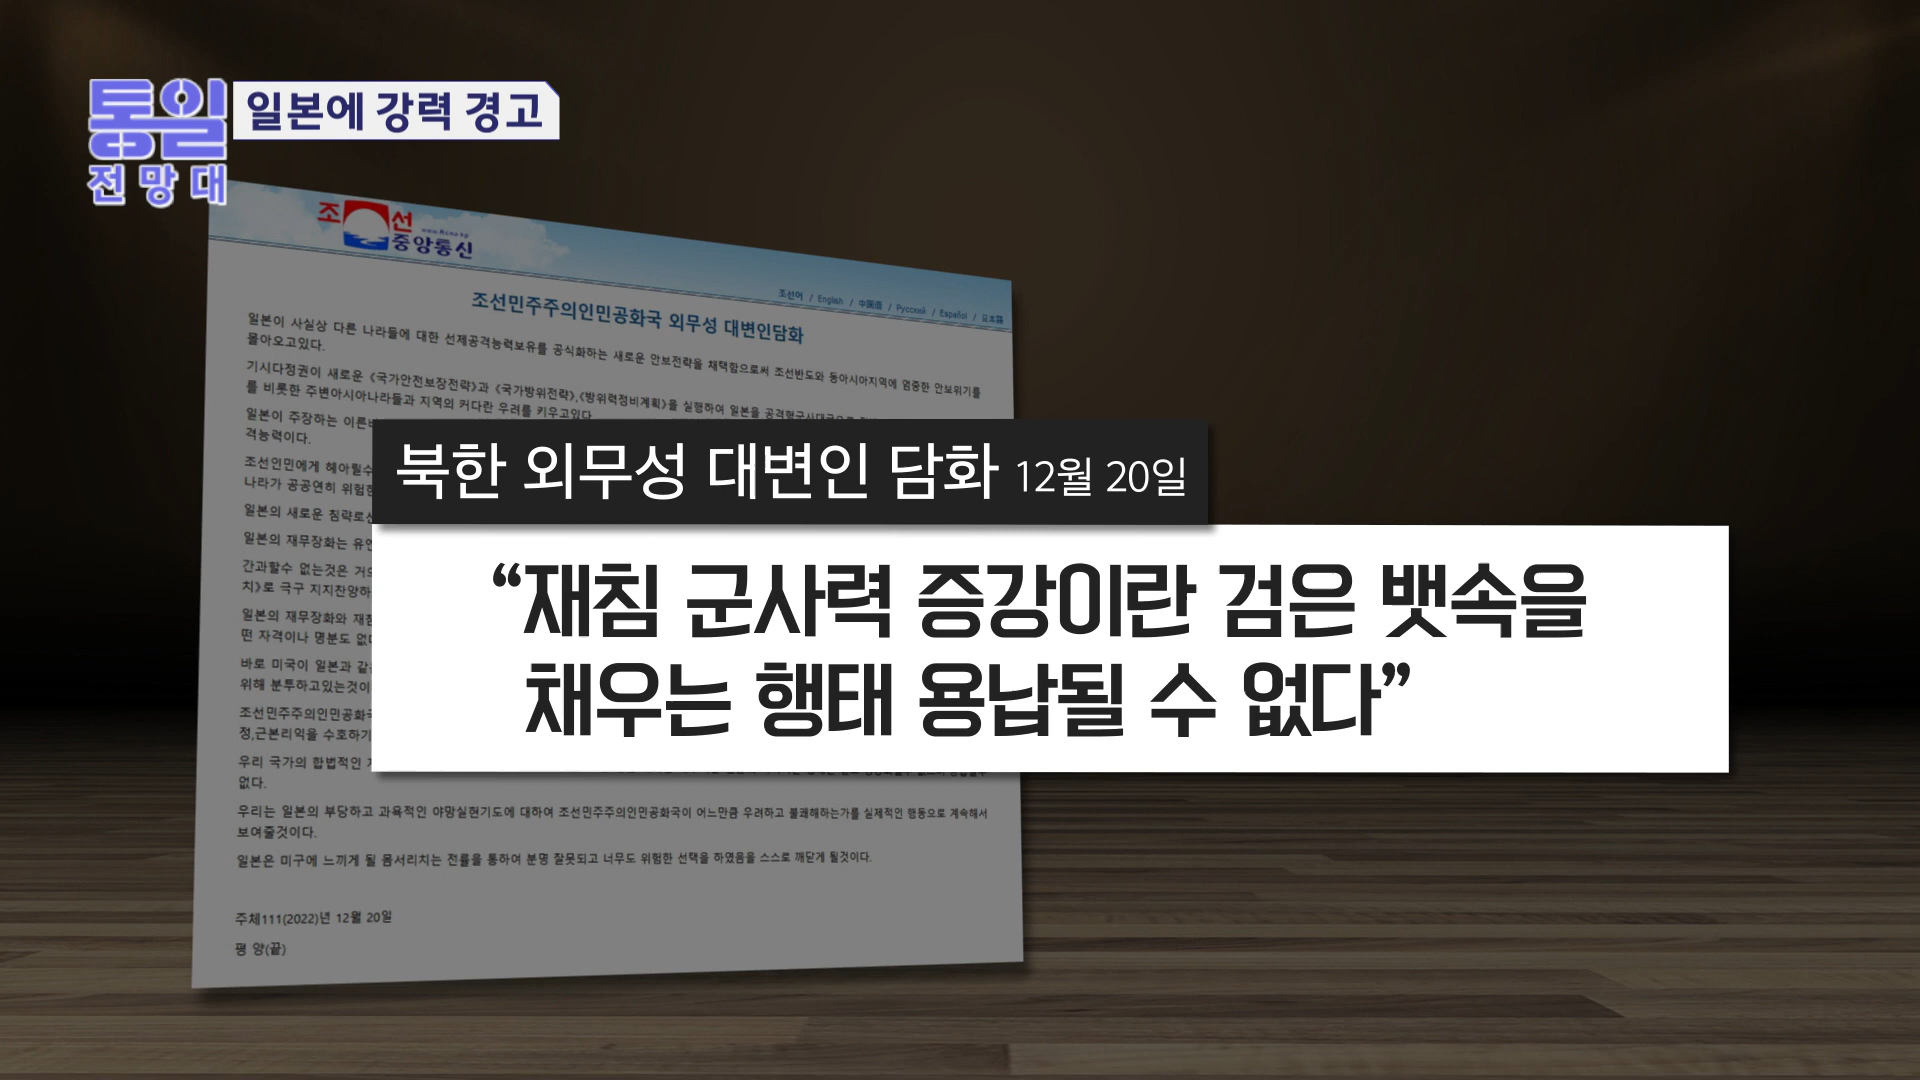 통일
전망대
일본에 강력 경고
조선
중앙통신
www.kcna.kp
조선어 / English / 中国语 / Русский / Español / 日本語
조선민주주의인민공화국 외무성 대변인담화
일본이 사실상 다른 나라들에 대한 선제공격능력보유를 공식화하는 새로운 안보전략을 채택함으로써 조선반도와 동아시아지역에 엄중한 안보위기를
몰아오고있다.
기시다정권이 새로운 《국가안전보장전략》과 《국가방위전략》,《방위력정비계획》을 실행하여 일본을
를 비롯한 주변아시아나라들과 지역의 커다란 우려를 키우고있다
일본이 주장하는
격능력이다.
조선인민에게
나라가 공공연히
일본의 새로운
일본의 재무장화는
간과할수 없는것은
치》로 극구
일본의 재무장화와
떤 자격이나 명분도
바로 미국이 일본과
위해 분투하고있는것이
조선민주주의인민공화국
정,근본리익을
우리 국가의 합법적인
없다.
우리는 일본의 부당하고 과욕적인 야망실현기도에 대하여 조선민주주의인민공화국이 어느만큼 우려하고 불쾌해하는가를 실제적인 행동으로 계속해서
보여줄것이다.
일본은 미구에 느끼게 될 몸서리치는 전률을 통하여 분명 잘못되고 너무도 위험한 선택을 하였음을 스스로 깨닫게 될것이다.
주체111(2022)년 12월 20일
평 양(끝)
북한 외무성 대변인 담화 12월 20일
“재침 군사력 증강이란 검은 뱃속을
채우는 행태 용납될 수 없다”